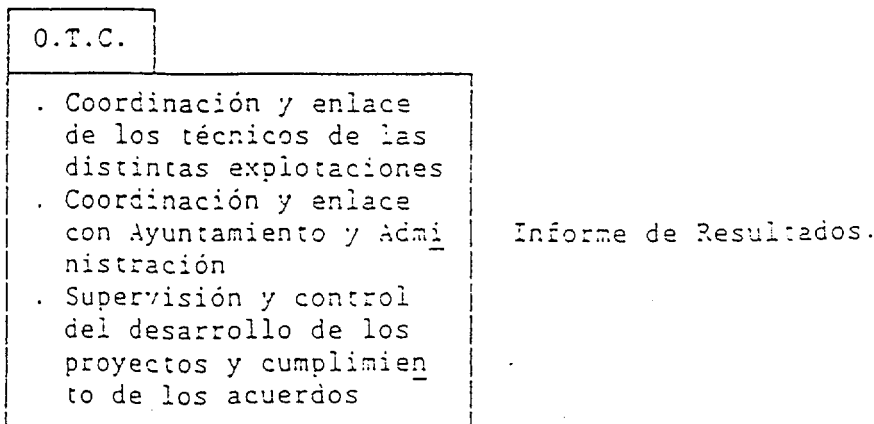 O.T.C.
. Coordinación y enlace
de los técnicos de las
distintas explotaciones
. Coordinación y enlace
con Ayuntamiento y Admi
nistración
Informe de Resultados.
. Supervisión y control
del desarrollo de los
proyectos y cumplimien
to de los acuerdos